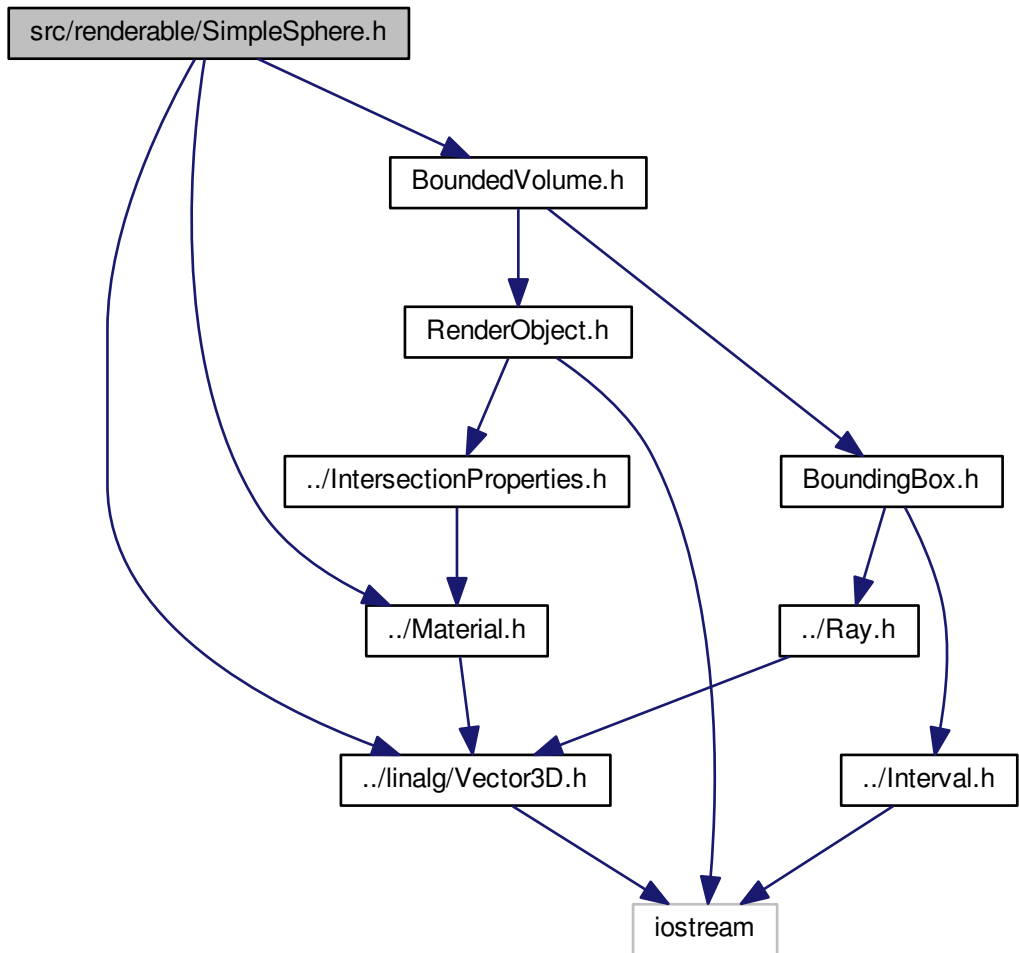 src/renderable/SimpleSphere.h
BoundedVolume.h
RenderObject.h
../IntersectionProperties.h
BoundingBox.h
../Material.h
../Ray.h
../linalg/Vector3D.h
../Interval.h
iostream